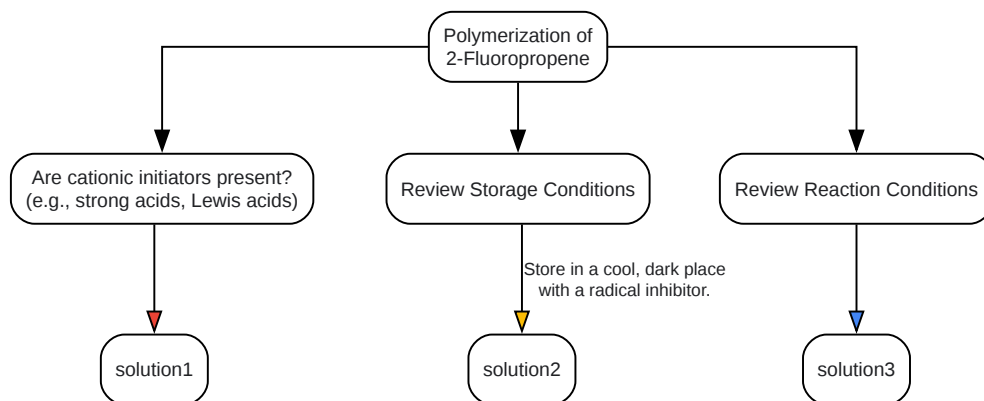 Polymerization of
2-Fluoropropene
Are cationic initiators present?
(e.g., strong acids, Lewis acids)
Review Storage Conditions
Review Reaction Conditions
Store in a cool, dark place
with a radical inhibitor.
solution1
solution2
solution3